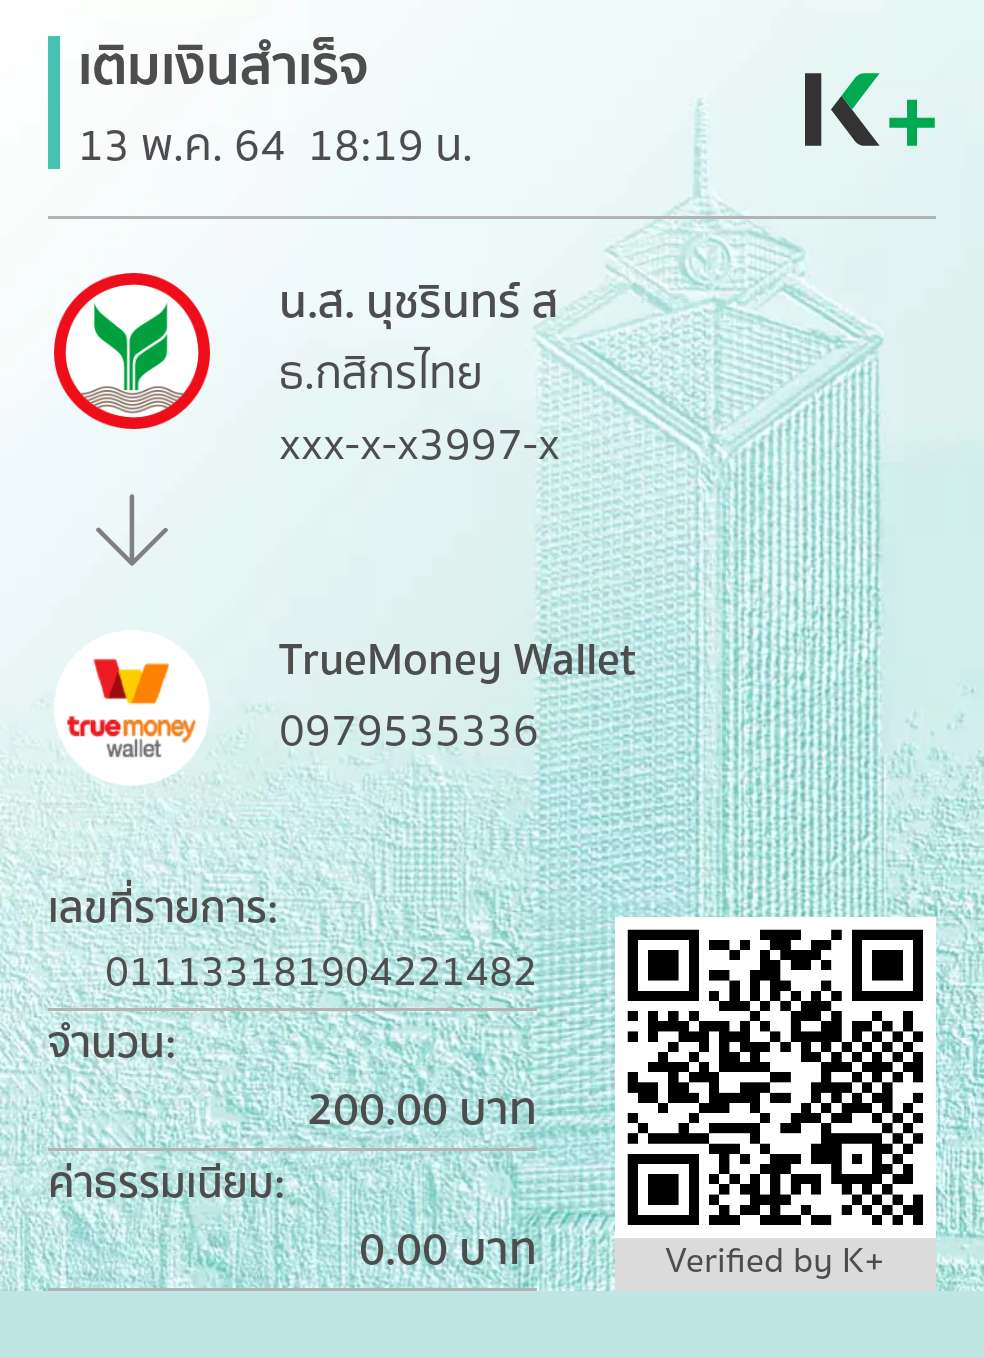 เติมเงินสำเร็จ
13 พ.ค. 64 18:19 น.
K+
น.ส. นุชรินทร์ ส
ธ.กสิกรไทย
xxx-x-x3997-x
TrueMoney Wallet
0979535336
truemoney
wallet
เลขที่รายการ:
011133181904221482
จำนวน:
200.00 บาท
ค่าธรรมเนียม:
0.00 บาท
Verified by K+